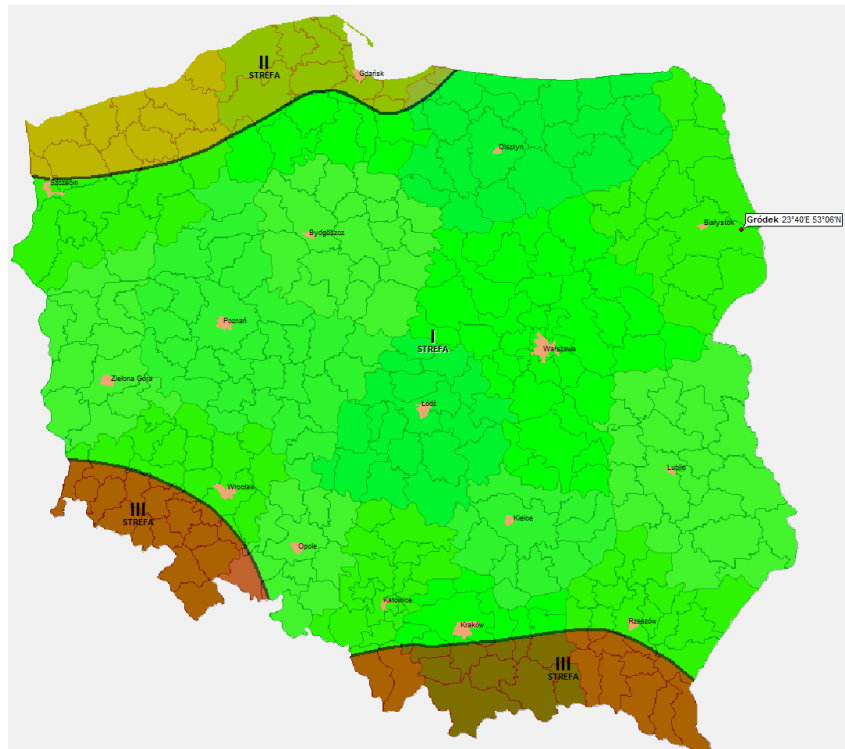 II
STREFA
Gdańsk
Olsztyn
Szczecin
Białystok
Gródek 23°40'E 53°06'N
Bydgoszcz
Poznań
I
STREFA
Warszawa
Zielona Góra
Łódź
Lublin
Wrocław
III
STREFA
Kielce
Opole
Katowice
Kraków
Rzeszów
III
STREFA